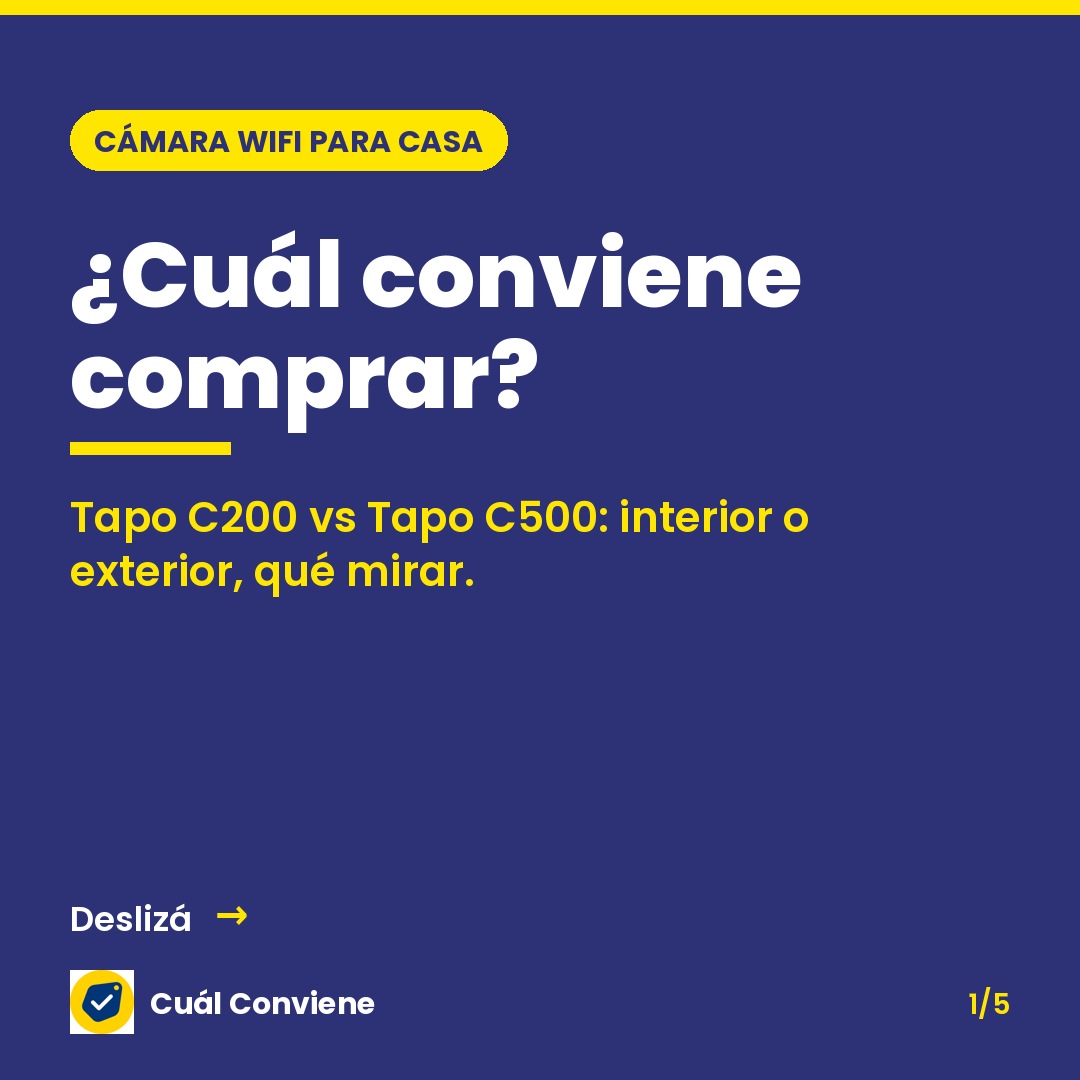 CÁMARA WIFI PARA CASA
¿Cuál conviene
comprar?
Tapo C200 vs Tapo C500: interior o
exterior, qué mirar.
Deslizá →
Cuál Conviene
1/5